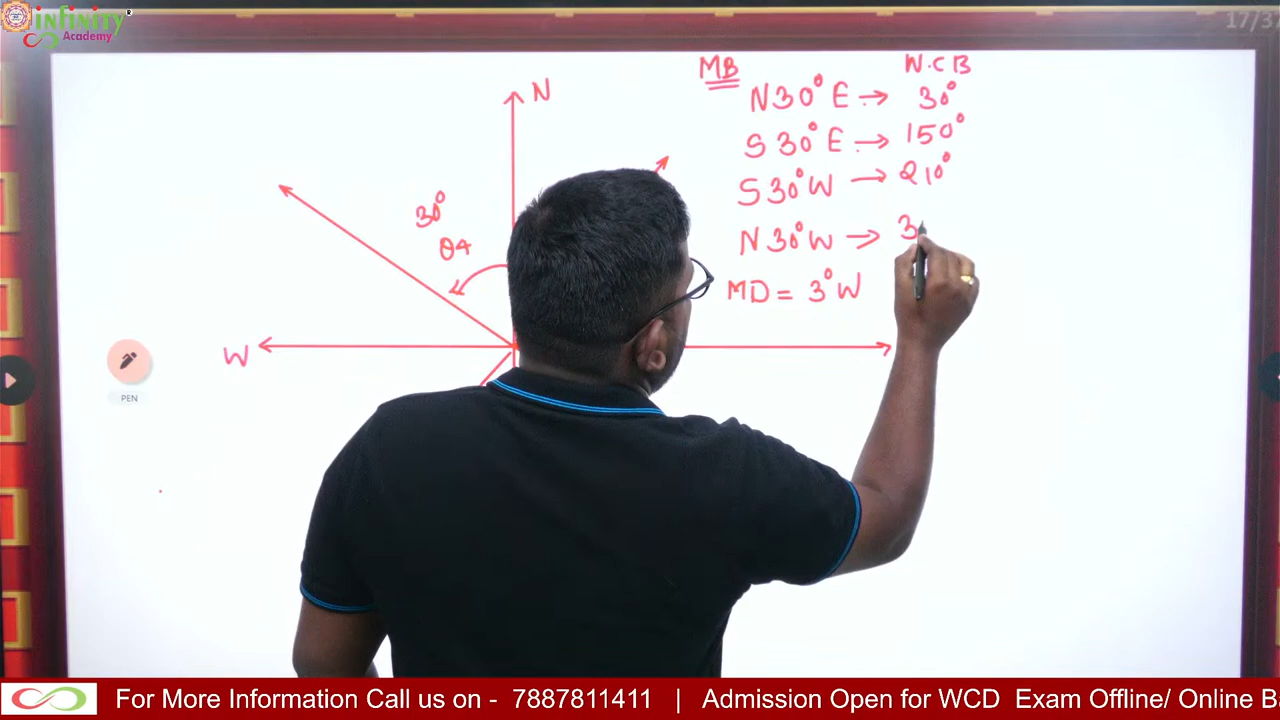 infinity
Academy
17/3
MB
W.C B
N30° E → 30°
S30° E → 150°
S30°W → 210°
N30°W → 3
MD = 3°W
N
30°
θ4
W
PEN
For More Information Call us on - 7887811411 | Admission Open for WCD Exam Offline/ Online B